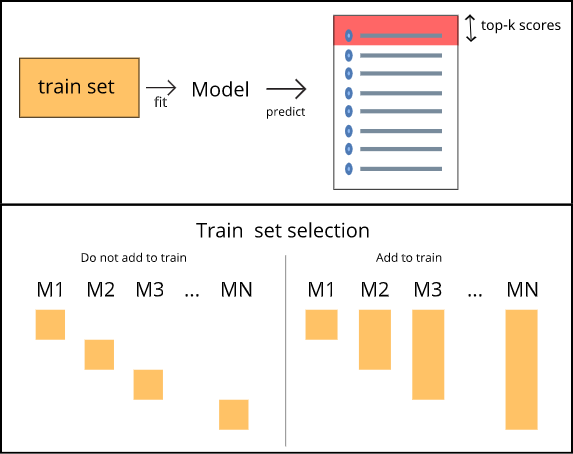 top-k scores
train set
fit
Model
predict
Train set selection
Do not add to train
Add to train
M1 M2 M3 ... MN
M1 M2 M3 ... MN